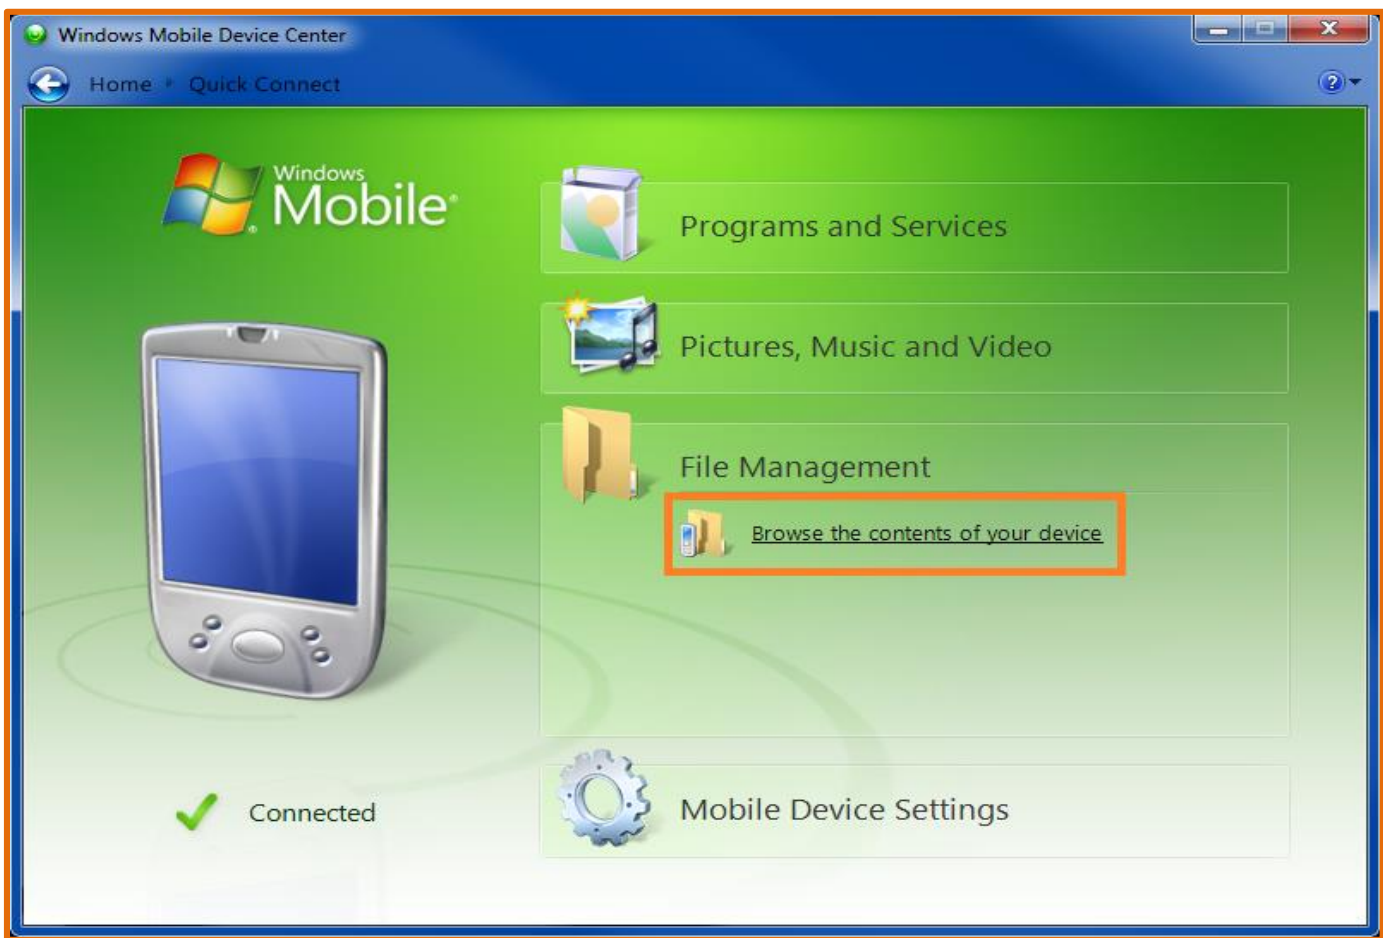 Windows Mobile Device Center
Home Quick Connect
Windows
Mobile®
Programs and Services
Pictures, Music and Video
File Management
Browse the contents of your device
Connected
Mobile Device Settings